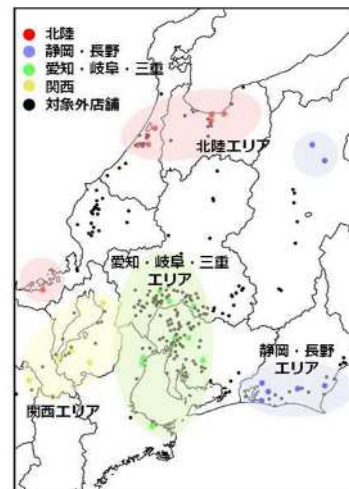 北陸
静岡・長野
愛知・岐阜・三重
関西
対象外店舗
北陸エリア
愛知・岐阜・三重
エリア
静岡・長野
エリア
関西エリア